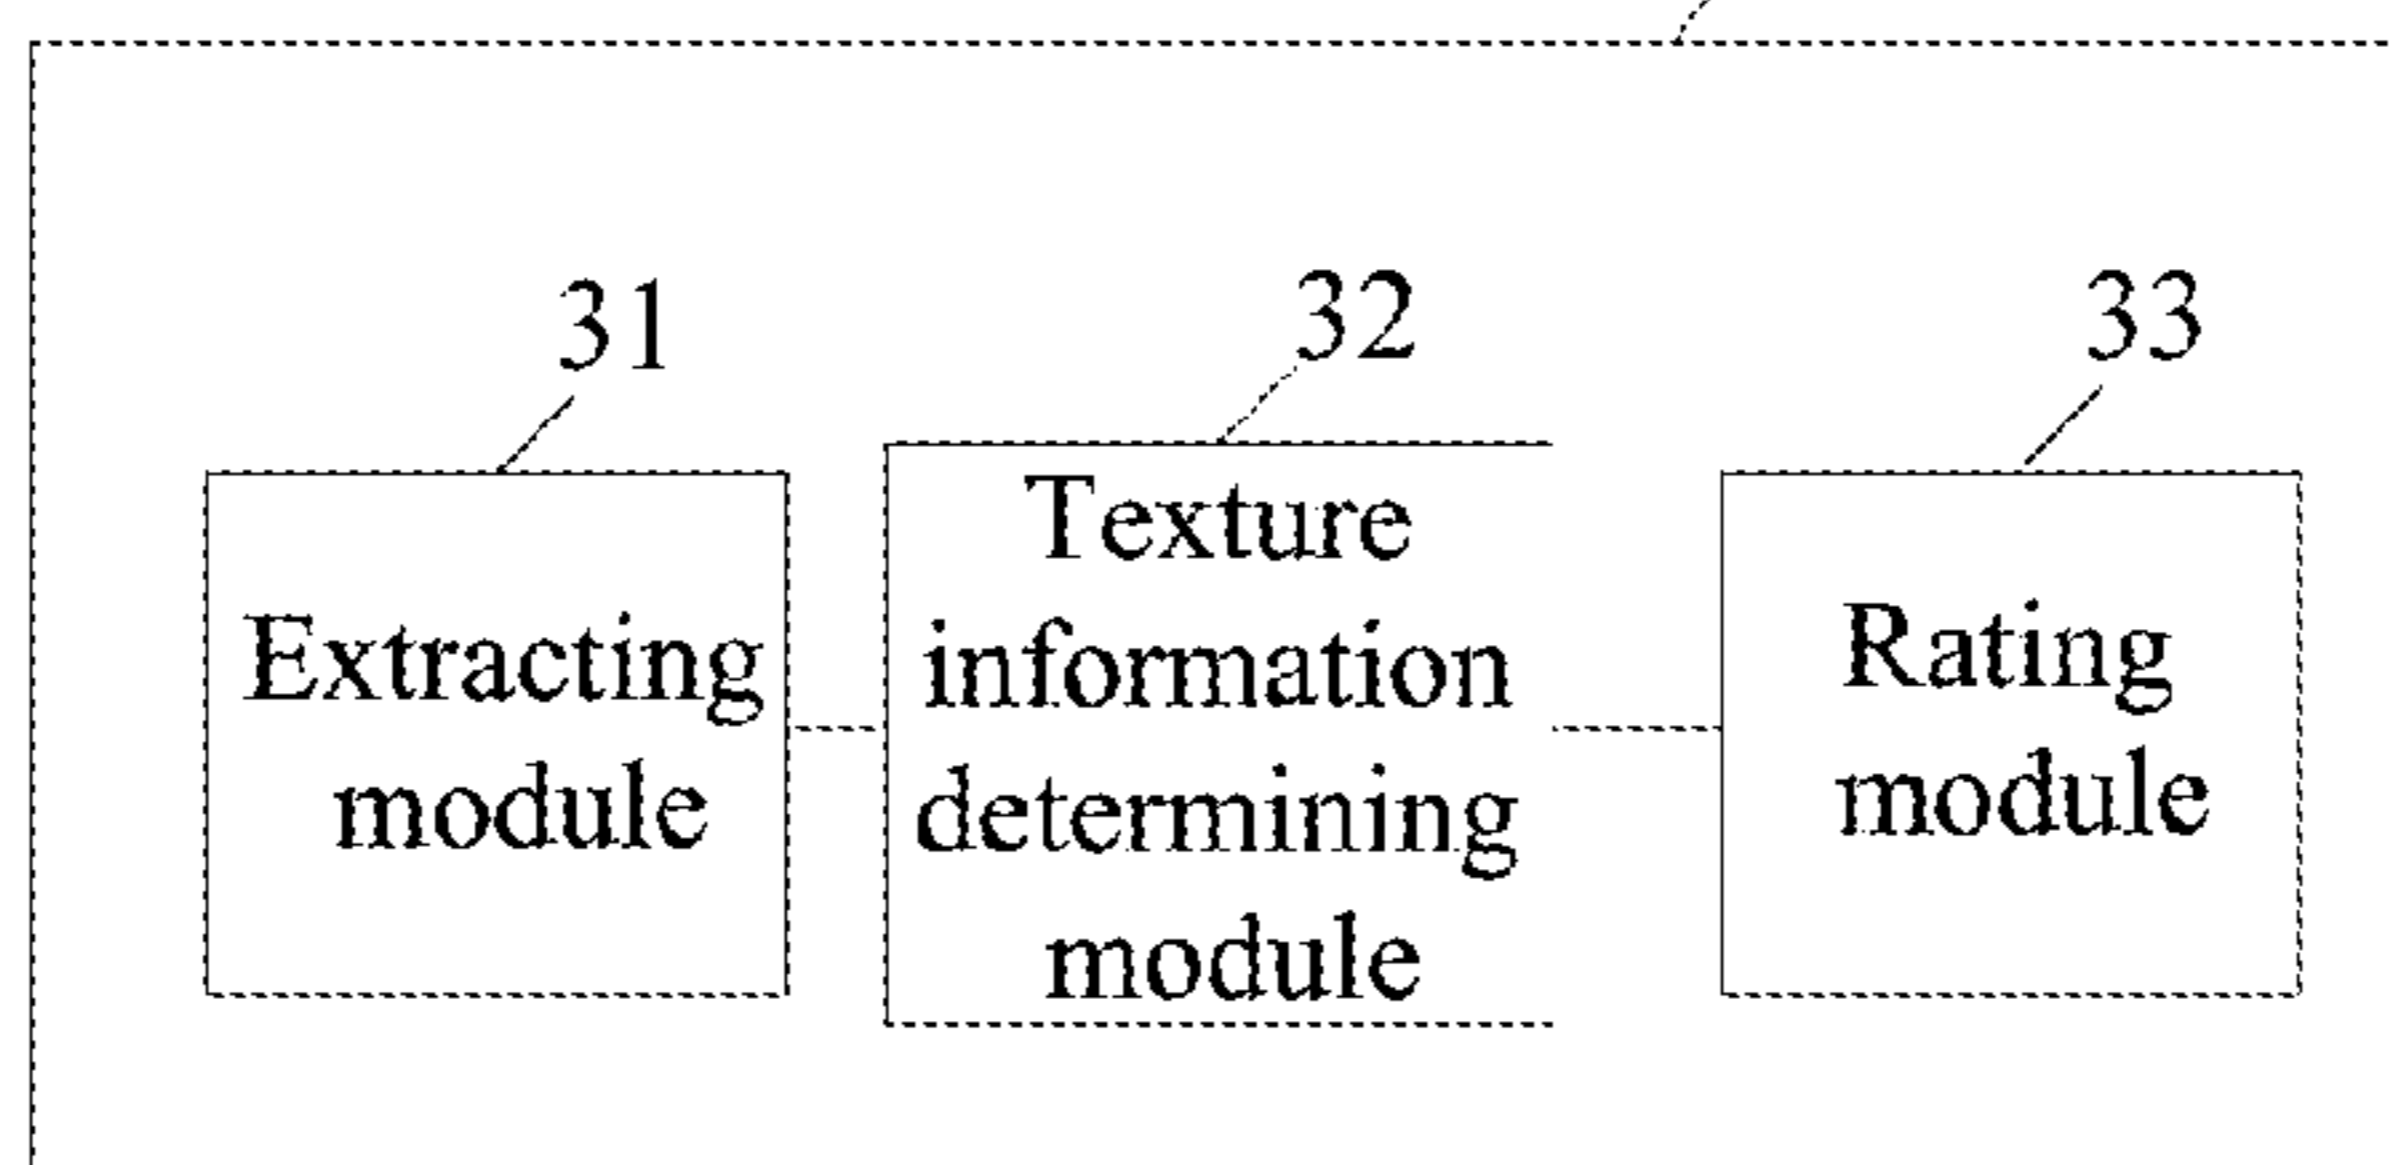 31
32
33
Extracting
module
Texture
information
determining
module
Rating
module